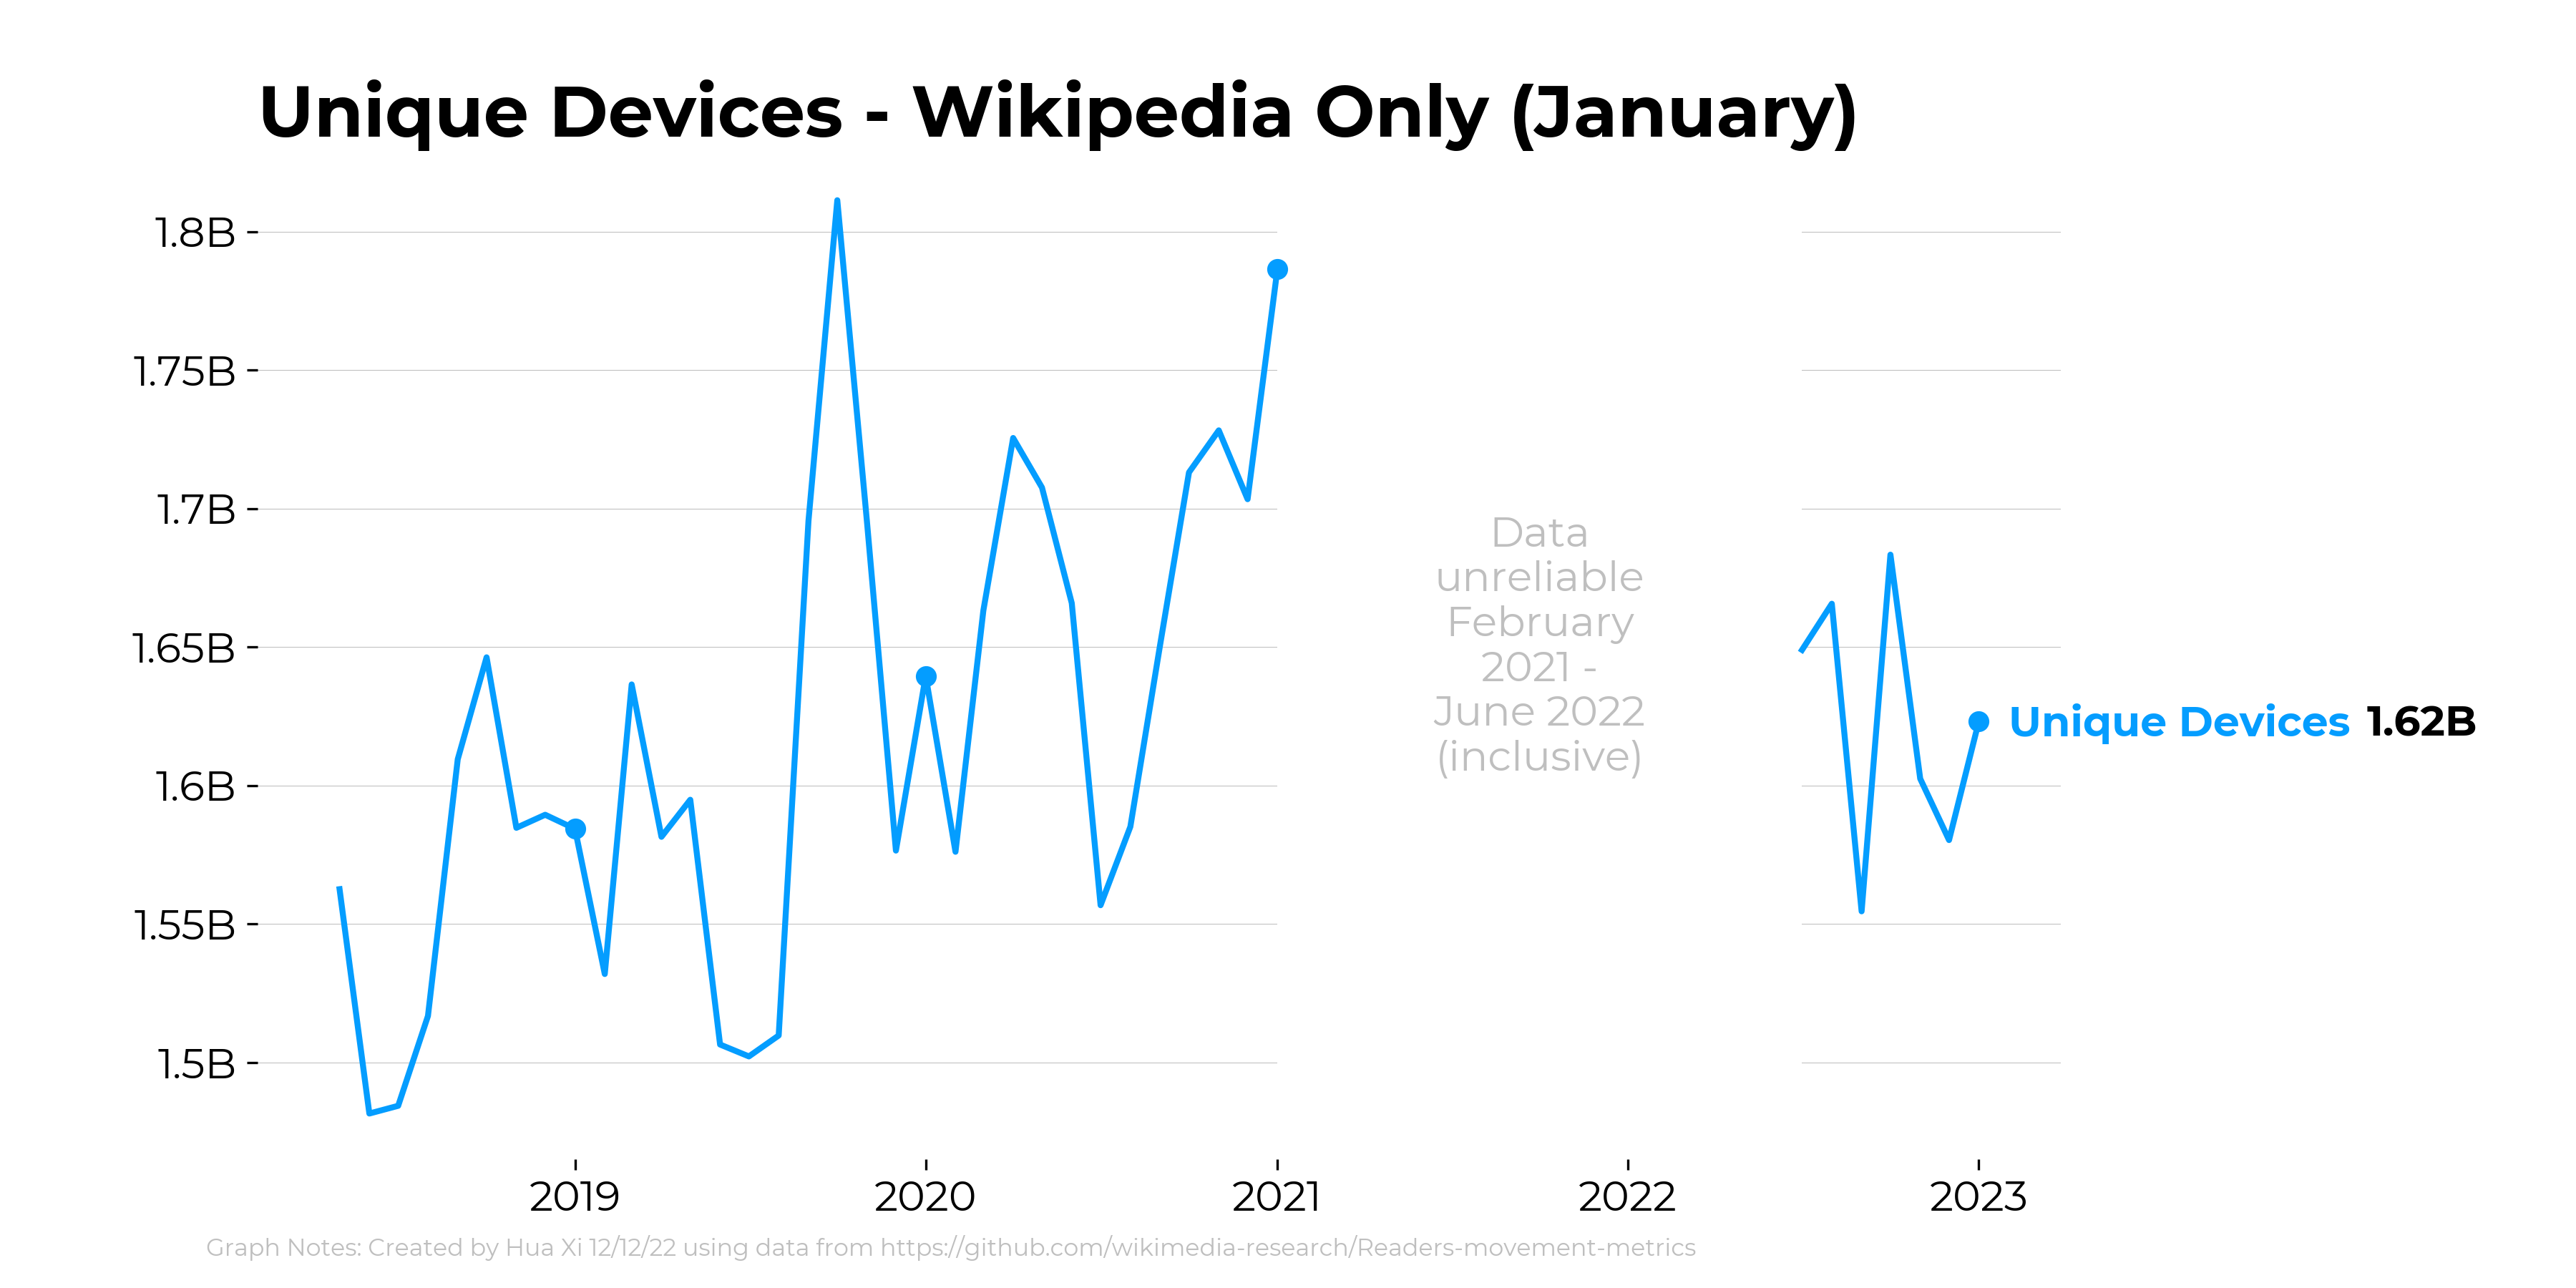 Unique Devices - Wikipedia Only (January)
1.8B
1.75B
1.7B
1.65B
1.6B
1.55B
1.5B
Data
unreliable
February
2021 -
June 2022
(inclusive)
Unique Devices 1.62B
2019 2020 2021 2022 2023
Graph Notes: Created by Hua Xi 12/12/22 using data from https://github.com/wikimedia-research/Readers-movement-metrics